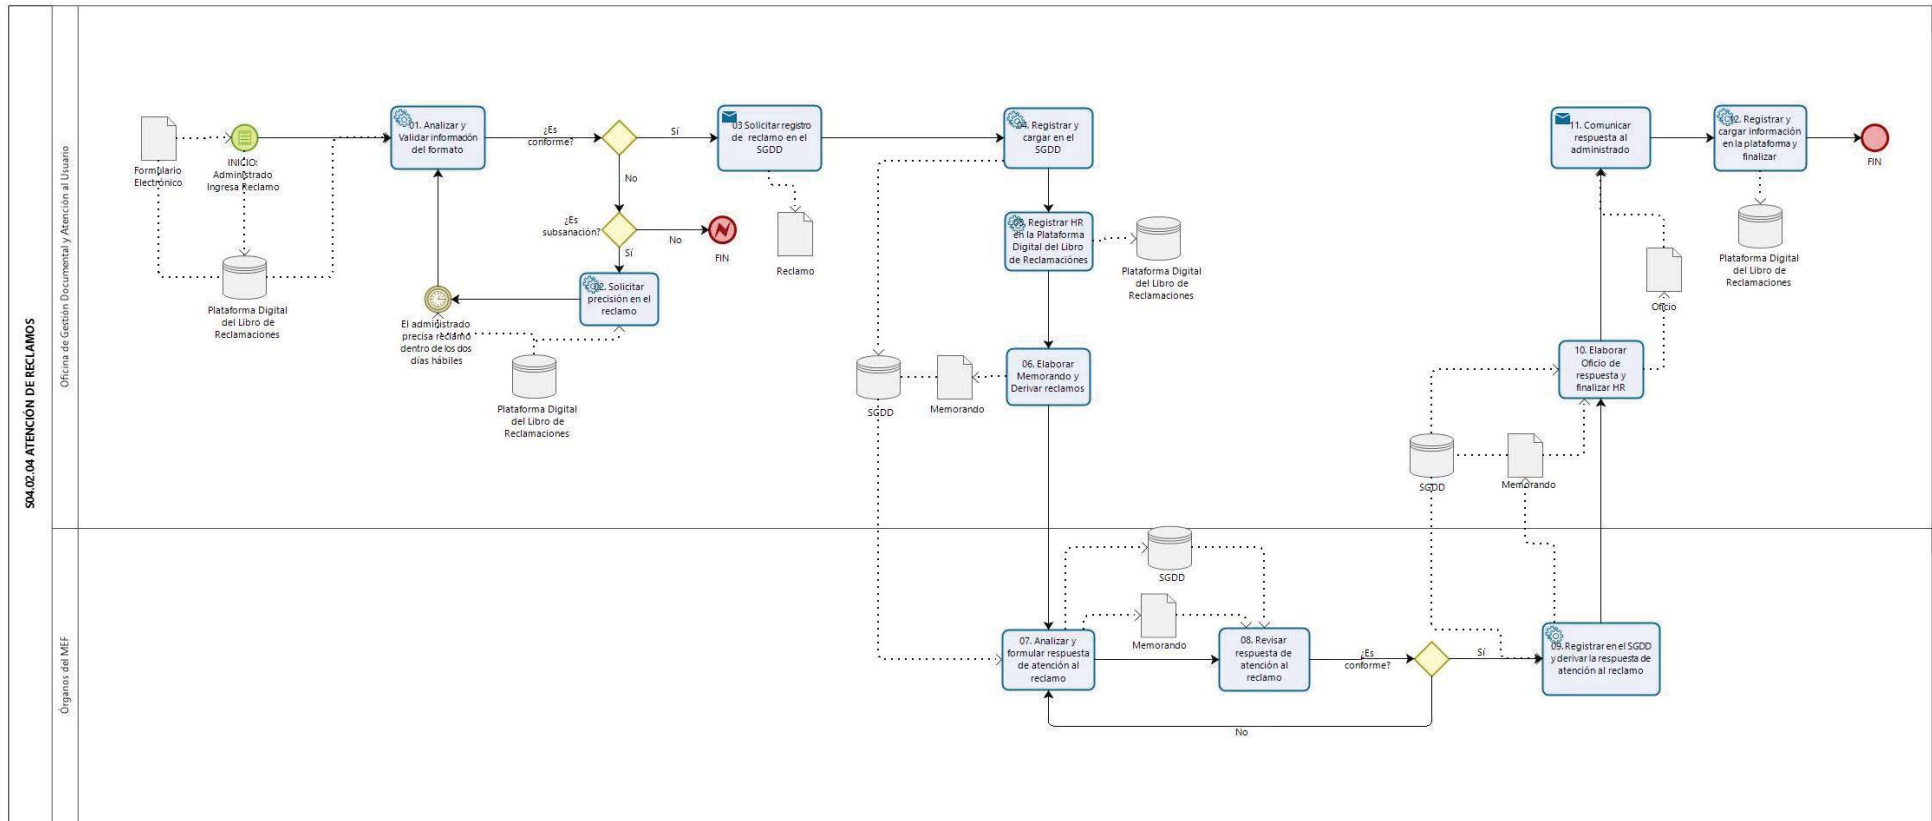 S04.02.04 ATENCIÓN DE RECLAMOS
Oficina de Gestión Documental y Atención al Usuario
Formulario
Electrónico
INICIO:
Administrado
Ingresa Reclamo
Plataforma Digital
del Libro de
Reclamaciones
01. Analizar y
Validar información
del formato
¿Es
conforme?
Sí
No
¿Es
subsanación?
No
FIN
Sí
02. Solicitar
precisión en el
reclamo
El administrado
precisa reclamo
dentro de los dos
días hábiles
Plataforma Digital
del Libro de
Reclamaciones
03 Solicitar registro
de reclamo en el
SGDD
Reclamo
04. Registrar y
cargar en el
SGDD
05. Registrar HR
en la Plataforma
Digital del Libro
de Reclamaciónes
Plataforma Digital
del Libro de
Reclamaciones
06. Elaborar
Memorando y
Derivar reclamos
Memorando
SGDD
11. Comunicar
respuesta al
administrado
12. Registrar y
cargar información
en la plataforma y
finalizar
FIN
Plataforma Digital
del Libro de
Reclamaciones
Oficio
10. Elaborar
Oficio de
respuesta y
finalizar HR
SGDD
Memorando
Órganos del MEF
SGDD
Memorando
07. Analizar y
formular respuesta
de atención al
reclamo
08. Revisar
respuesta de
atención al
reclamo
¿Es
conforme?
Sí
No
09. Registrar en el SGDD
y derivar la respuesta de
atención al reclamo